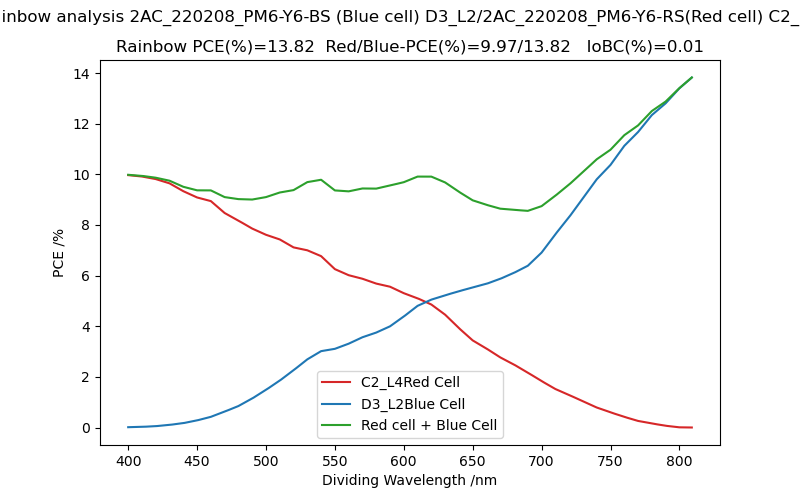 inbow analysis 2AC_220208_PM6-Y6-BS (Blue cell) D3_L2/2AC_220208_PM6-Y6-RS(Red cell) C2_
Rainbow PCE(%)=13.82 Red/Blue-PCE(%)=9.97/13.82 IoBC(%)=0.01
14
12
10
8
6
4
2
0
PCE /%
C2_L4Red Cell
D3_L2Blue Cell
Red cell + Blue Cell
400 450 500 550 600 650 700 750 800
Dividing Wavelength /nm